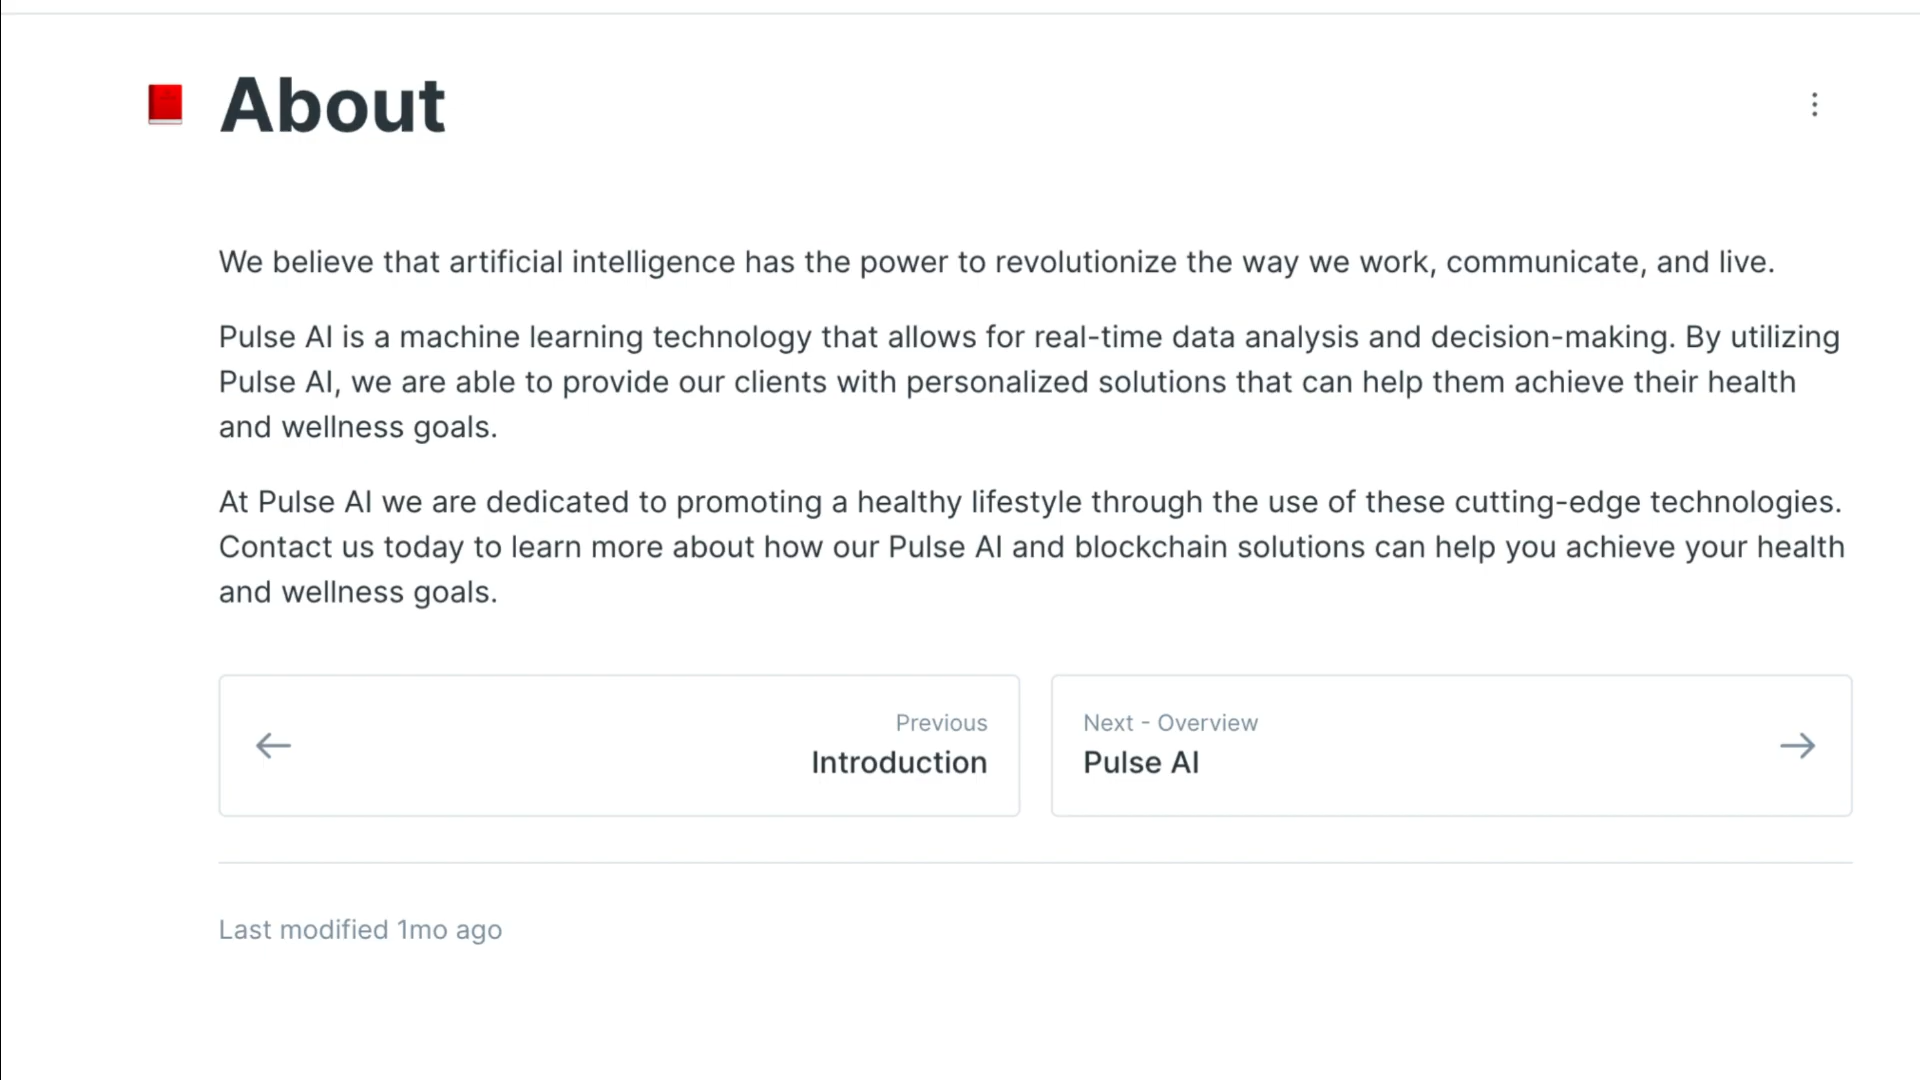 About
We believe that artificial intelligence has the power to revolutionize the way we work, communicate, and live.
Pulse AI is a machine learning technology that allows for real-time data analysis and decision-making. By utilizing
Pulse AI, we are able to provide our clients with personalized solutions that can help them achieve their health
and wellness goals.
At Pulse AI we are dedicated to promoting a healthy lifestyle through the use of these cutting-edge technologies.
Contact us today to learn more about how our Pulse AI and blockchain solutions can help you achieve your health
and wellness goals.
Previous
Introduction
Next - Overview
Pulse AI
Last modified 1mo ago